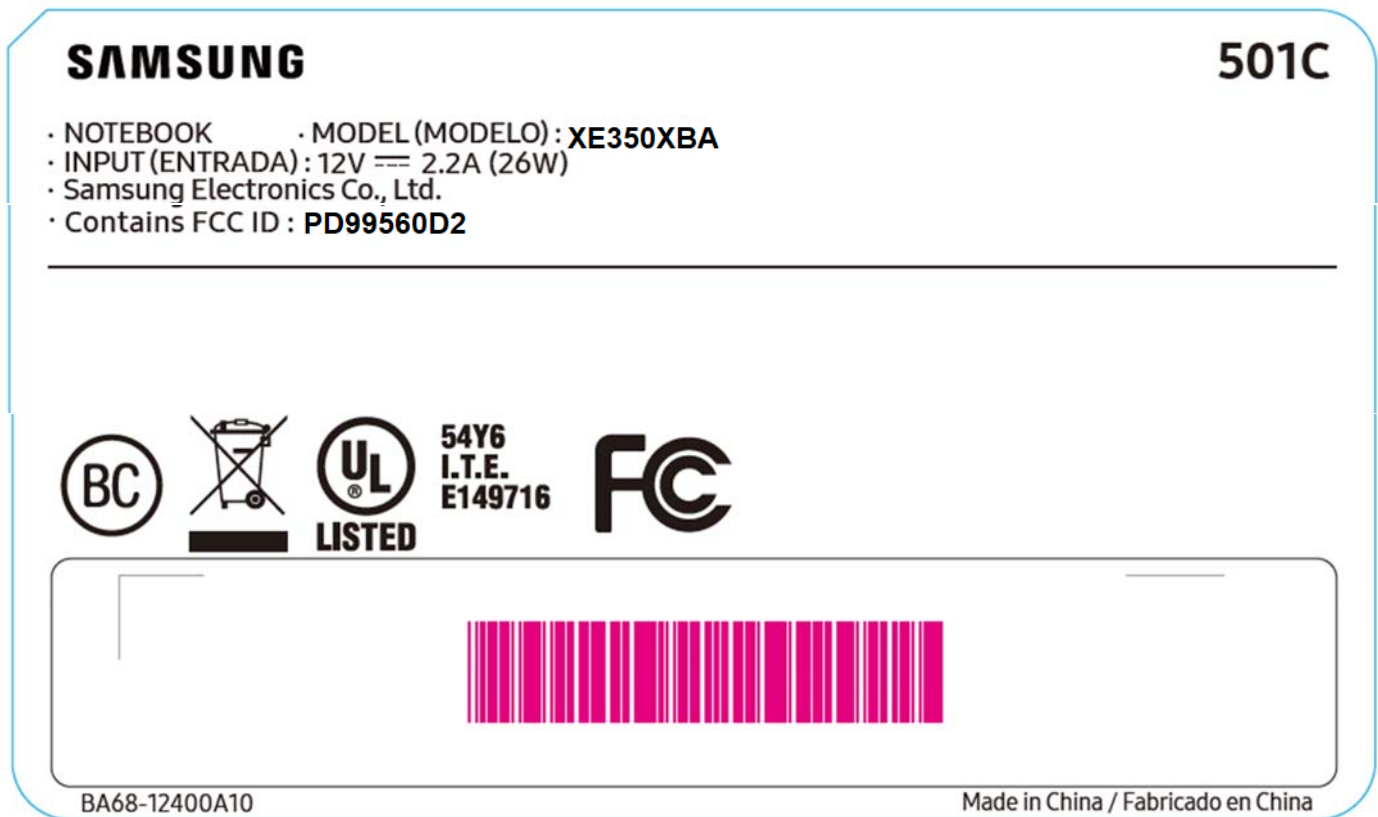 SAMSUNG 501C
· NOTEBOOK · MODEL (MODELO) : XE350XBA
· INPUT (ENTRADA) : 12V ⎓ 2.2A (26W)
· Samsung Electronics Co., Ltd.
· Contains FCC ID : PD99560D2
BC
UL
®
LISTED
54Y6
I.T.E.
E149716
FC
BA68-12400A10
Made in China / Fabricado en China